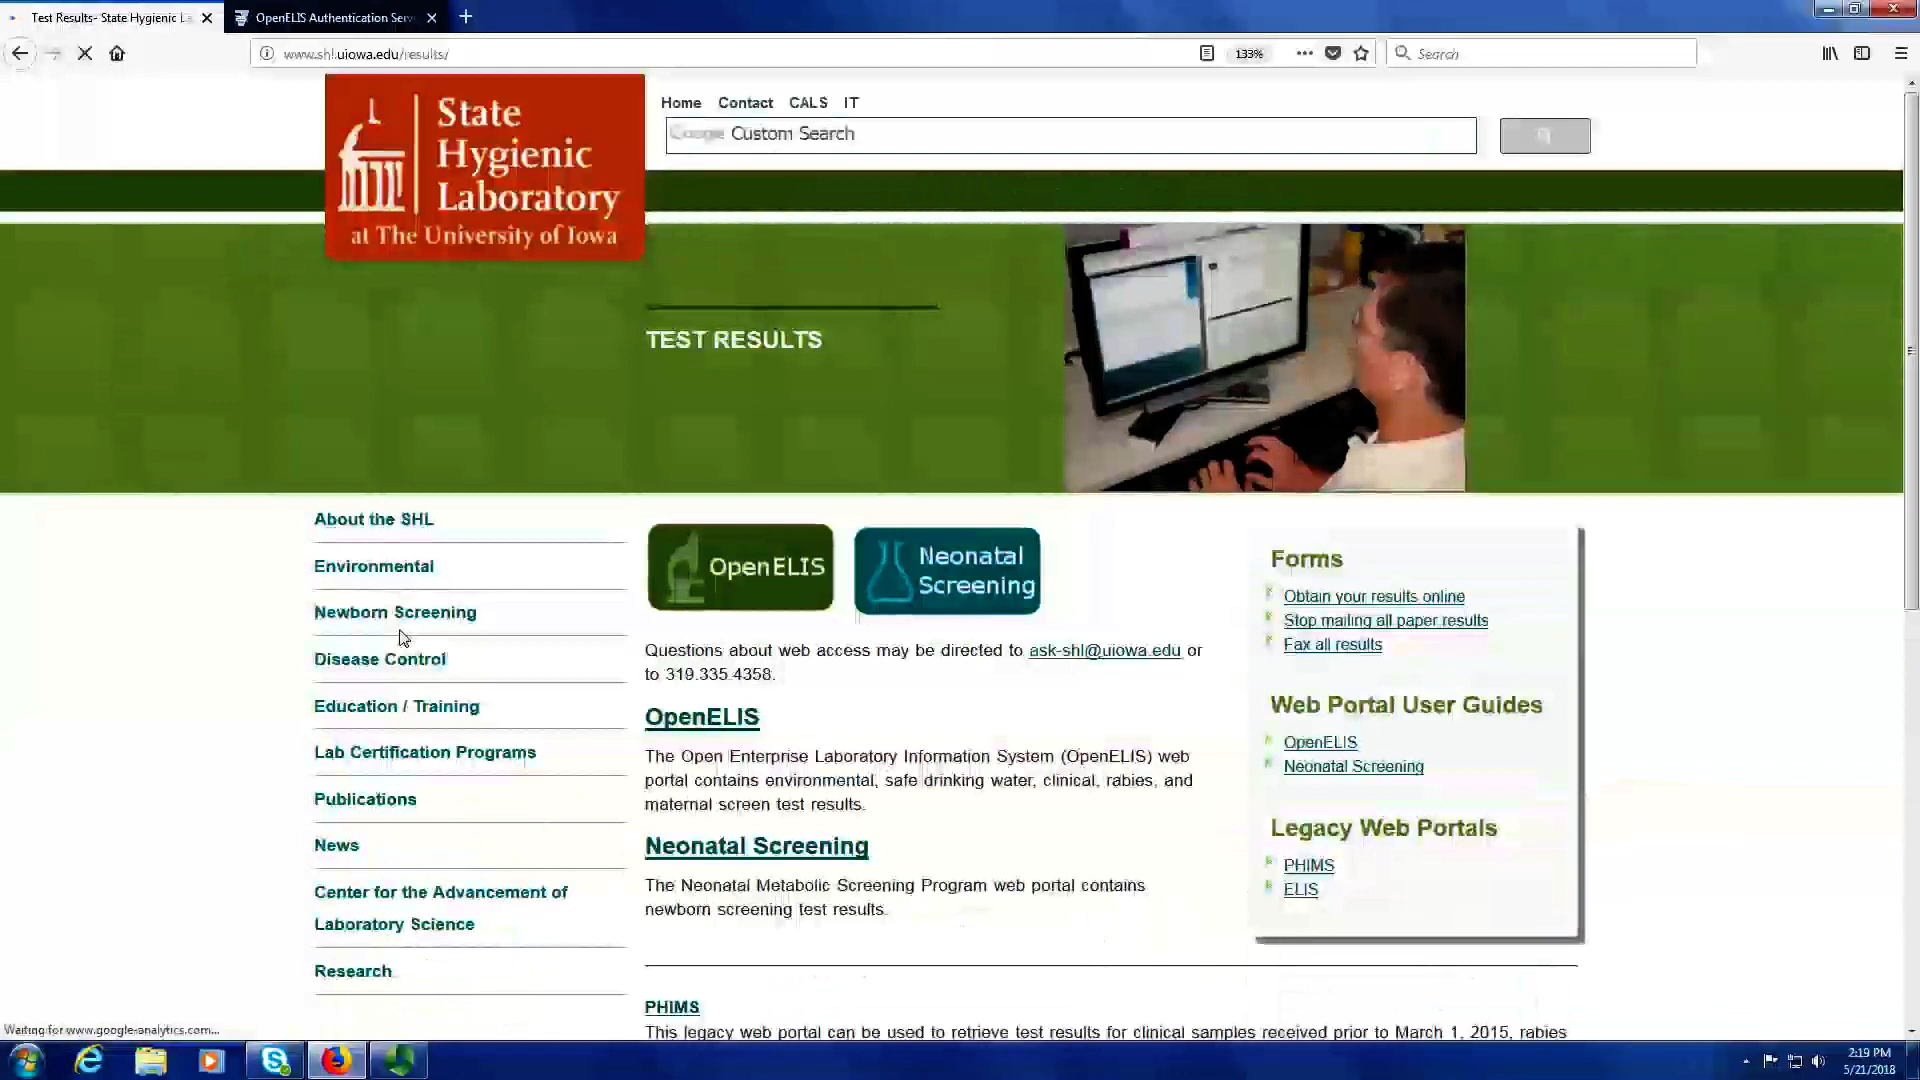 Test Results- State Hygienic La
OpenELIS Authentication Serv
www.shl.uiowa.edu/results/
133%
Search
State
Hygienic
Laboratory
at The University of Iowa
Home Contact CALS IT
Google Custom Search
TEST RESULTS
About the SHL
Environmental
Newborn Screening
Disease Control
Education / Training
Lab Certification Programs
Publications
News
Center for the Advancement of
Laboratory Science
Research
OpenELIS
Neonatal
Screening
Questions about web access may be directed to ask-shl@uiowa.edu or
to 319.335.4358.
OpenELIS
The Open Enterprise Laboratory Information System (OpenELIS) web
portal contains environmental, safe drinking water, clinical, rabies, and
maternal screen test results.
Neonatal Screening
The Neonatal Metabolic Screening Program web portal contains
newborn screening test results.
PHIMS
This legacy web portal can be used to retrieve test results for clinical samples received prior to March 1, 2015, rabies
Forms
Obtain your results online
Stop mailing all paper results
Fax all results
Web Portal User Guides
OpenELIS
Neonatal Screening
Legacy Web Portals
PHIMS
ELIS
Waiting for www.google-analytics.com...
2:19 PM
5/21/2018